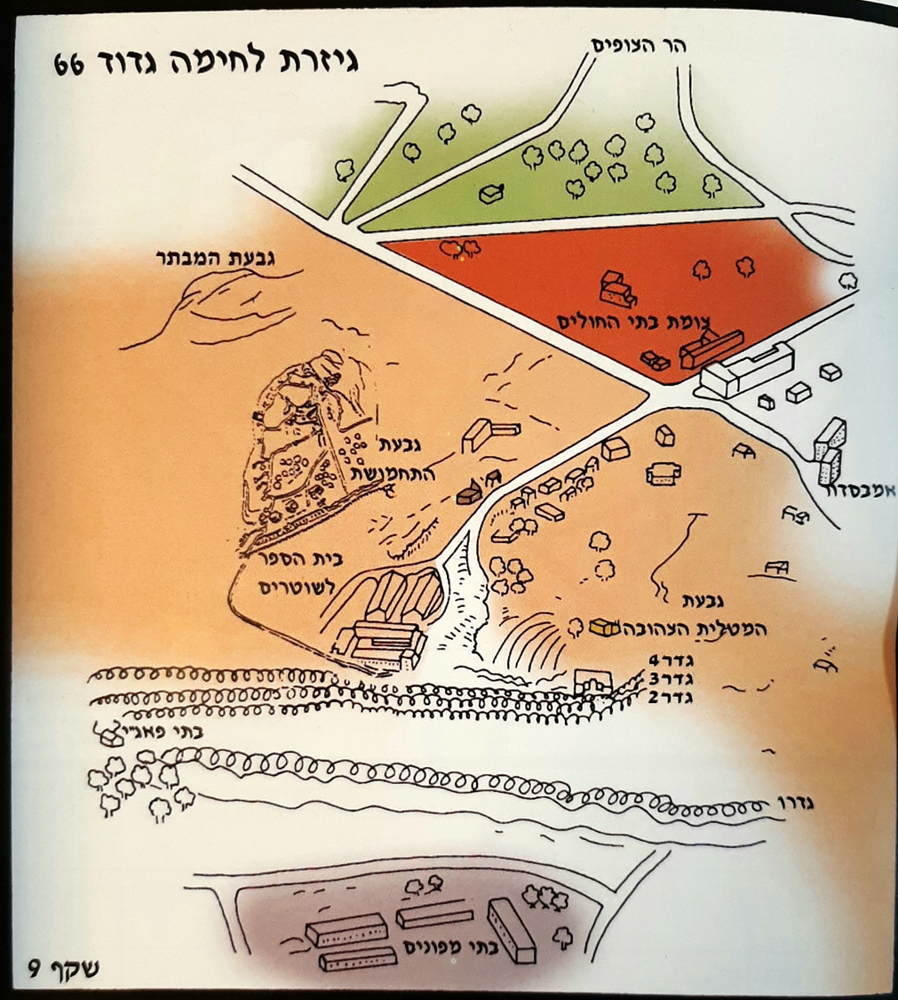 הר הצופים
גיזרת לחימה גדוד 66
גבעת המבתר
צומת בתי החולים
גבעת
התחמושת
אמבסדור
בית הספר
לשוטרים
גבעת
המטלית הצהובה
גדר4
גדר3
גדר2
בתי פאג"י
גדרו
בתי מפונים
שקף 9